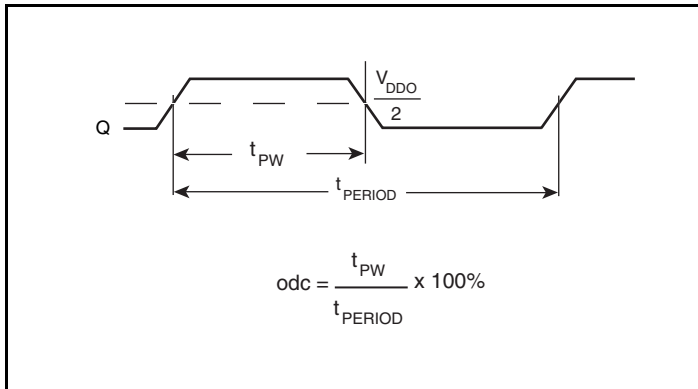 V_DDO
2
Q
t_PW
t_PERIOD
odc = t_PW / t_PERIOD x 100%